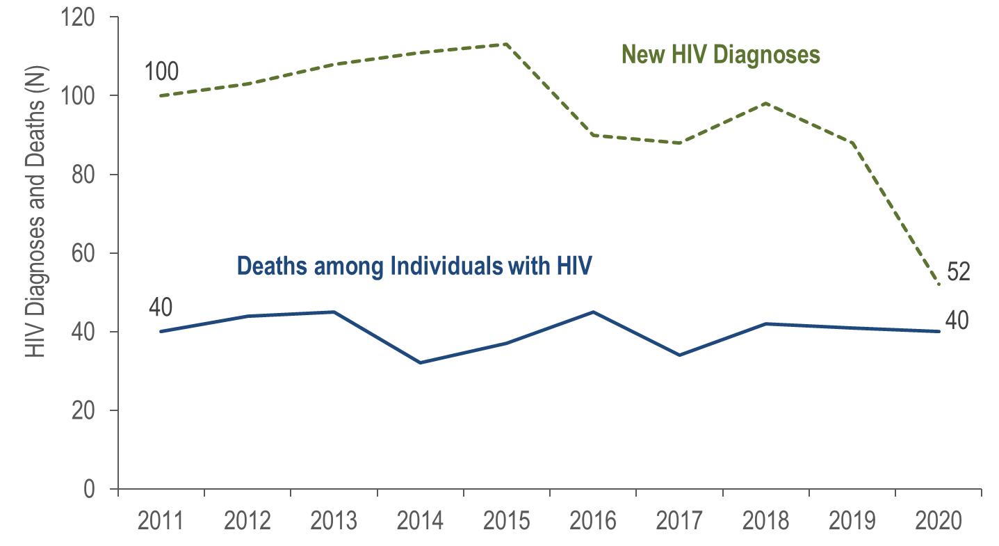 HIV Diagnoses and Deaths (N)
120
100
80
60
40
20
0
New HIV Diagnoses
100
52
Deaths among Individuals with HIV
40
40
2011 2012 2013 2014 2015 2016 2017 2018 2019 2020